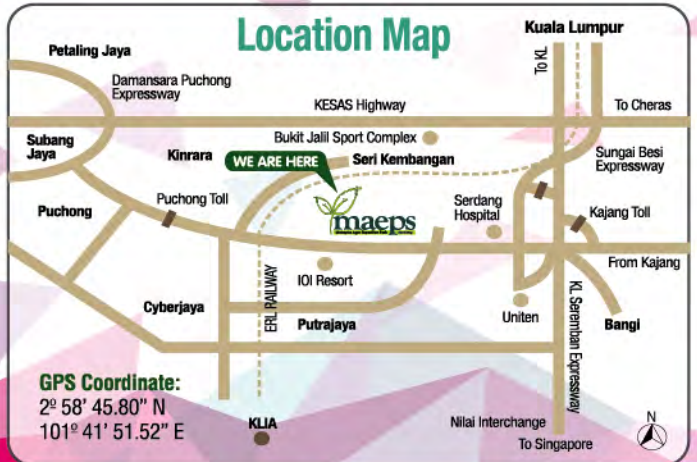 Location Map
Kuala Lumpur
Petaling Jaya
To KL
Damansara Puchong
Expressway
KESAS Highway
To Cheras
Bukit Jalil Sport Complex
Subang
Jaya
Kinrara
WE ARE HERE
Seri Kembangan
Sungai Besi
Expressway
Puchong
Puchong Toll
maeps
Serdang
Hospital
Kajang Toll
From Kajang
IOI Resort
ERL RAILWAY
Cyberjaya
Putrajaya
Uniten
KL Seremban Expressway
Bangi
GPS Coordinate:
2º 58’ 45.80” N
101º 41’ 51.52” E
KLIA
Nilai Interchange
To Singapore
N